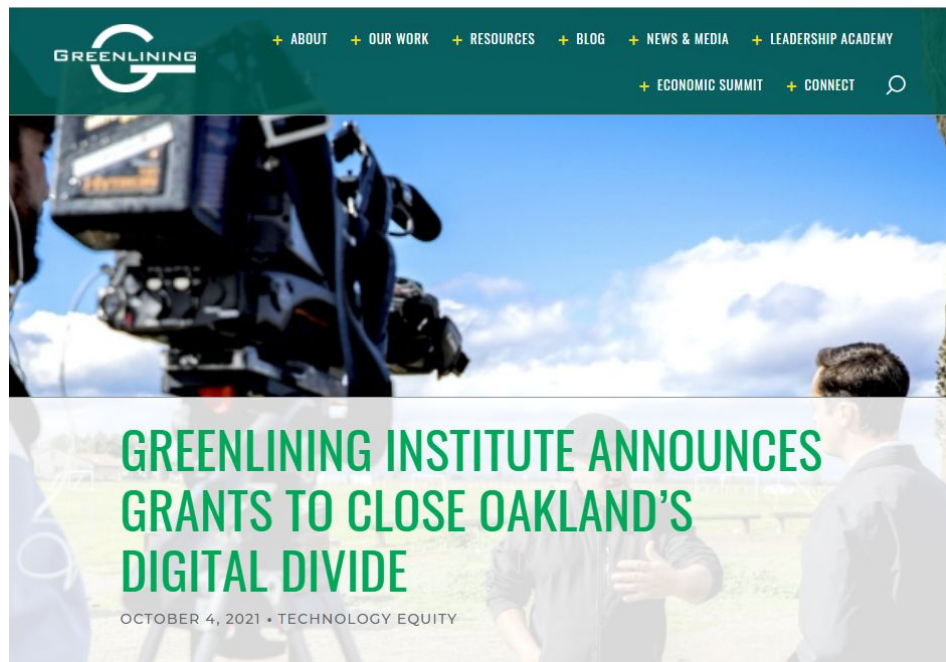 GREENLINING
+ ABOUT + OUR WORK + RESOURCES + BLOG + NEWS & MEDIA + LEADERSHIP ACADEMY
+ ECONOMIC SUMMIT + CONNECT
GREENLINING INSTITUTE ANNOUNCES
GRANTS TO CLOSE OAKLAND'S
DIGITAL DIVIDE
OCTOBER 4, 2021 • TECHNOLOGY EQUITY